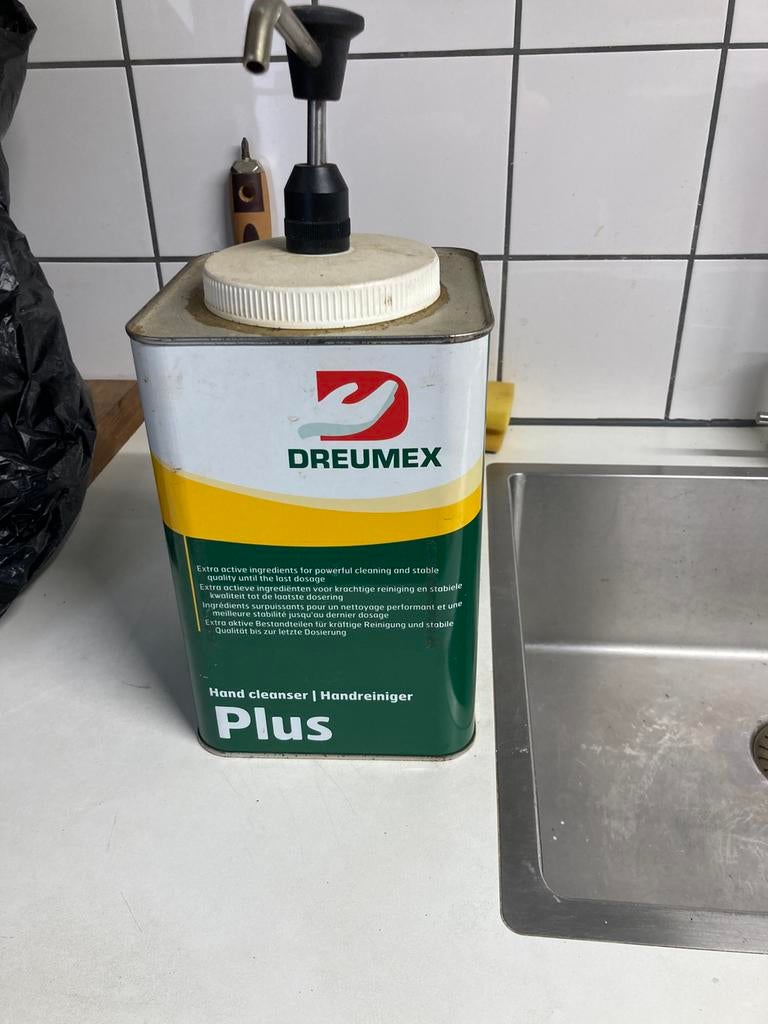 DREUMEX
Extra active ingredients for powerful cleaning and stable
quality until the last dosage
Extra actieve ingrediënten voor krachtige reiniging en stabiele
kwaliteit tot de laatste dosering
Ingrédients surpuissants pour un nettoyage performant et une
meilleure stabilité jusqu'au dernier dosage
Extra aktive Bestandteilen für kräftige Reinigung und stabile
Qualität bis zur letzte Dosierung
Hand cleanser | Handreiniger
Plus